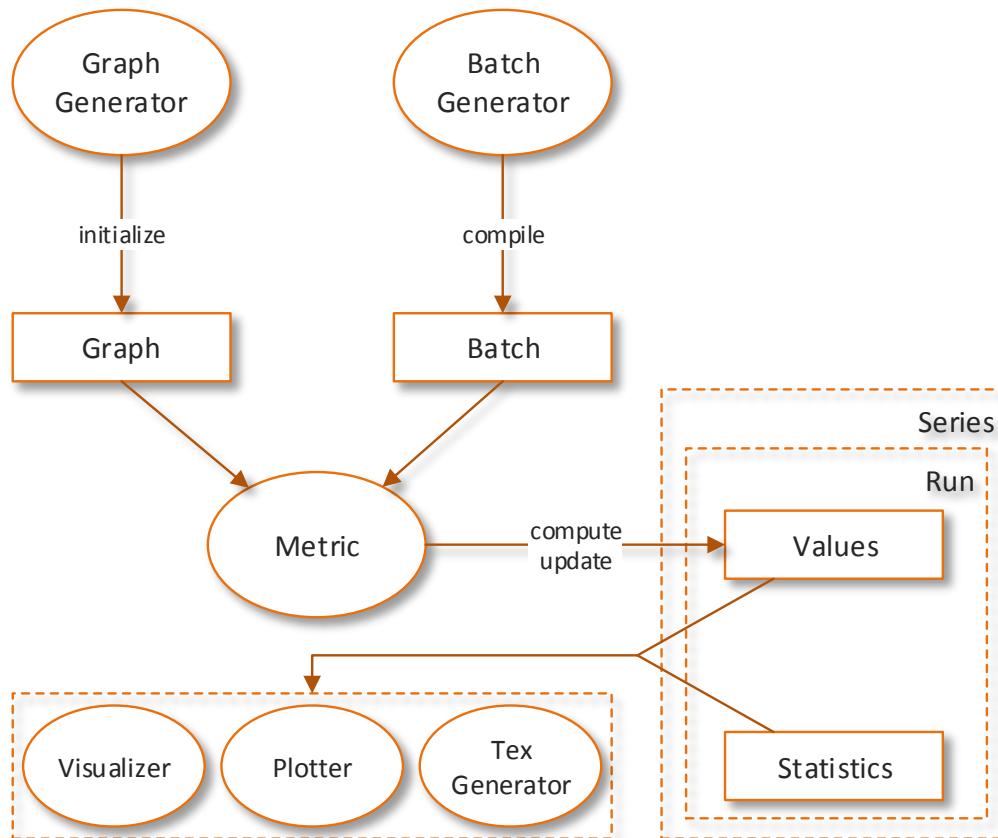 Graph
Generator
Batch
Generator
initialize
compile
Graph
Batch
Series
Run
Metric
compute
update
Values
Visualizer
Plotter
Tex
Generator
Statistics